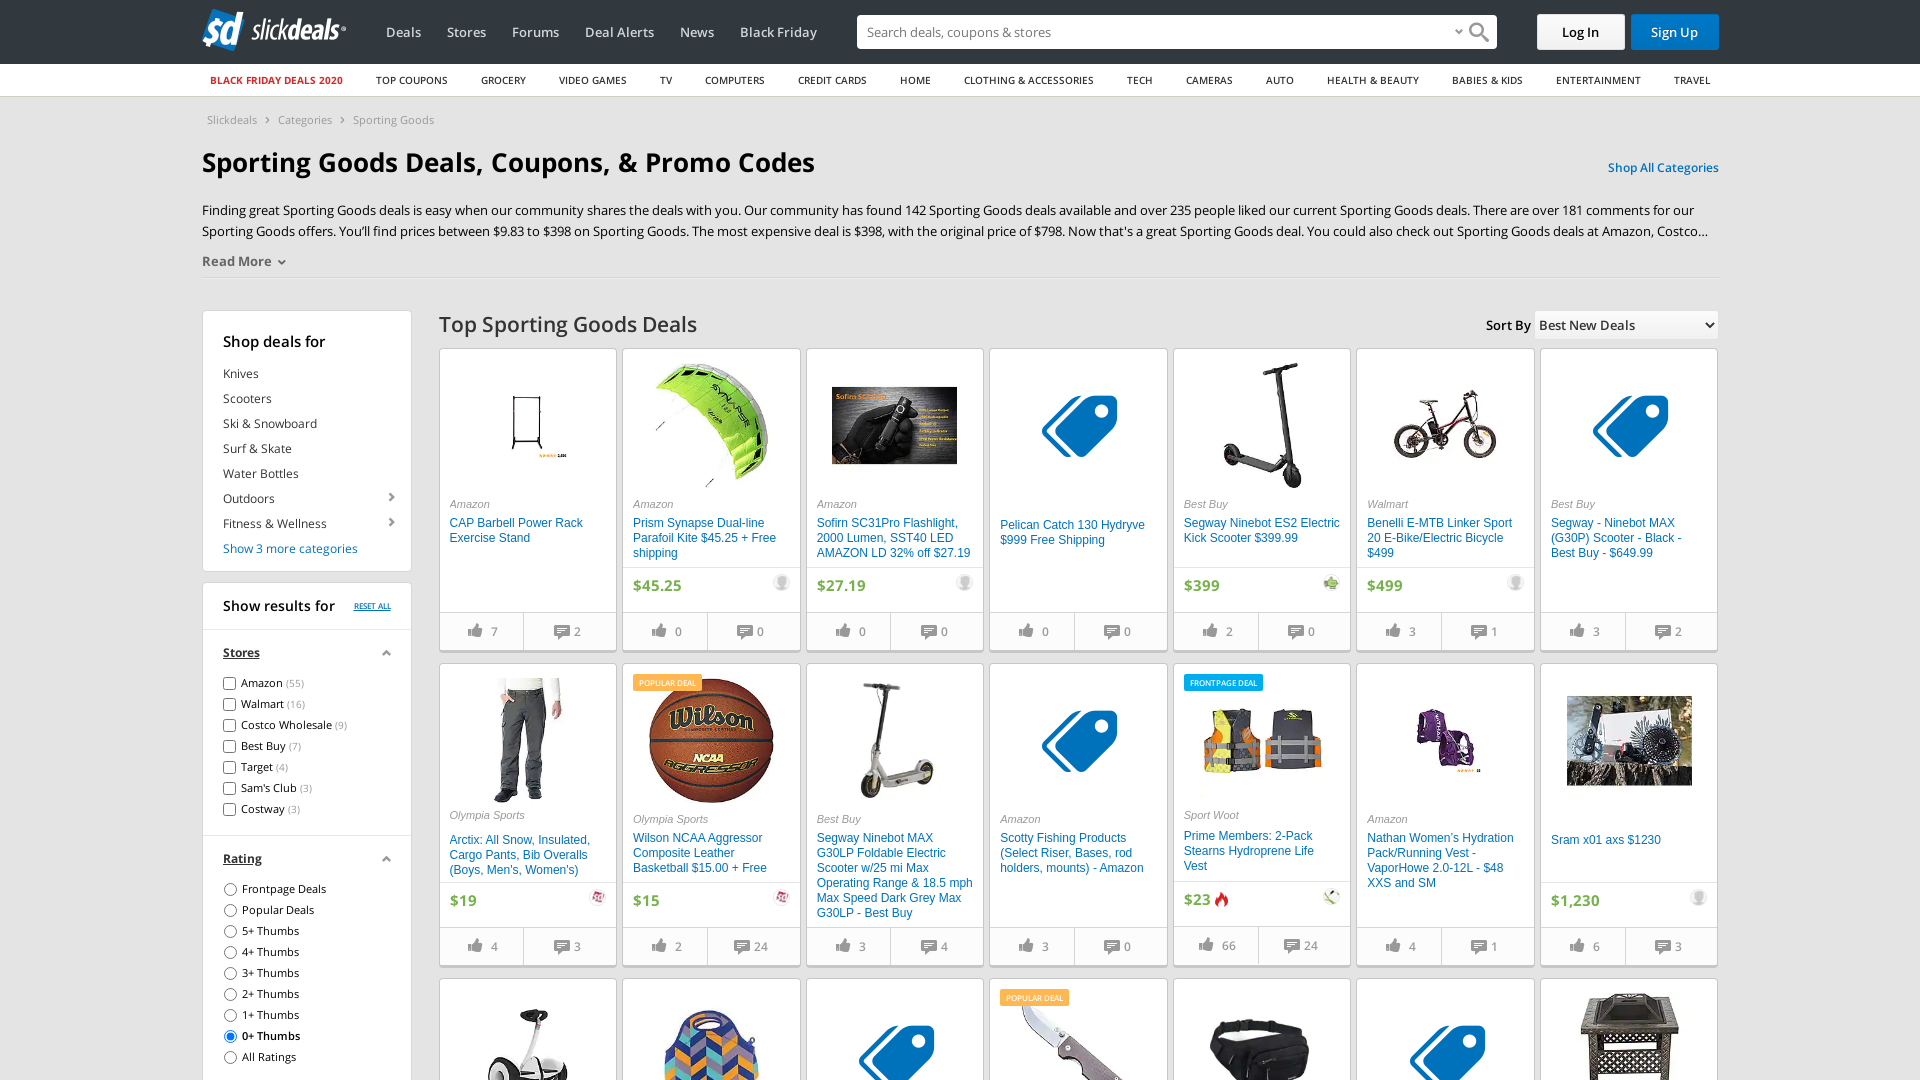 sd slickdeals
Deals
Stores
Forums
Deal Alerts
News
Black Friday
Search deals, coupons & stores
Log In
Sign Up
BLACK FRIDAY DEALS 2020
TOP COUPONS
GROCERY
VIDEO GAMES
TV
COMPUTERS
CREDIT CARDS
HOME
CLOTHING & ACCESSORIES
TECH
CAMERAS
AUTO
HEALTH & BEAUTY
BABIES & KIDS
ENTERTAINMENT
TRAVEL
Slickdeals > Categories > Sporting Goods
Sporting Goods Deals, Coupons, & Promo Codes
Shop All Categories
Finding great Sporting Goods deals is easy when our community shares the deals with you. Our community has found 142 Sporting Goods deals available and over 235 people liked our current Sporting Goods deals. There are over 181 comments for our
Sporting Goods offers. You'll find prices between $9.83 to $398 on Sporting Goods. The most expensive deal is $398, with the original price of $798. Now that's a great Sporting Goods deal. You could also check out Sporting Goods deals at Amazon, Costco…
Read More
Shop deals for
Knives
Scooters
Ski & Snowboard
Surf & Skate
Water Bottles
Outdoors
Fitness & Wellness
Show 3 more categories
Show results for
RESET ALL
Stores
Amazon (55)
Walmart (16)
Costco Wholesale (9)
Best Buy (7)
Target (4)
Sam's Club (3)
Costway (3)
Rating
Frontpage Deals
Popular Deals
5+ Thumbs
4+ Thumbs
3+ Thumbs
2+ Thumbs
1+ Thumbs
0+ Thumbs
All Ratings
Top Sporting Goods Deals
Sort By
Best New Deals
Amazon
CAP Barbell Power Rack
Exercise Stand
7
2
Amazon
Prism Synapse Dual-line
Parafoil Kite $45.25 + Free
shipping
$45.25
0
0
Sofirn SC31Pro
Amazon
Sofirn SC31Pro Flashlight,
2000 Lumen, SST40 LED
AMAZON LD 32% off $27.19
$27.19
0
0
Pelican Catch 130 Hydryve
$999 Free Shipping
0
0
Best Buy
Segway Ninebot ES2 Electric
Kick Scooter $399.99
$399
2
0
Walmart
Benelli E-MTB Linker Sport
20 E-Bike/Electric Bicycle
$499
$499
3
1
Best Buy
Segway - Ninebot MAX
(G30P) Scooter - Black -
Best Buy - $649.99
3
2
Olympia Sports
Arctix: All Snow, Insulated,
Cargo Pants, Bib Overalls
(Boys, Men's, Women's)
$19
4
3
POPULAR DEAL
Wilson
NCAA
AGGRESSOR
Olympia Sports
Wilson NCAA Aggressor
Composite Leather
Basketball $15.00 + Free
$15
2
24
Best Buy
Segway Ninebot MAX
G30LP Foldable Electric
Scooter w/25 mi Max
Operating Range & 18.5 mph
Max Speed Dark Grey Max
G30LP - Best Buy
3
4
Amazon
Scotty Fishing Products
(Select Riser, Bases, rod
holders, mounts) - Amazon
3
0
FRONTPAGE DEAL
Sport Woot
Prime Members: 2-Pack
Stearns Hydroprene Life
Vest
$23
66
24
Amazon
Nathan Women's Hydration
Pack/Running Vest -
VaporHowe 2.0-12L - $48
XXS and SM
4
1
Sram x01 axs $1230
$1,230
6
3
POPULAR DEAL